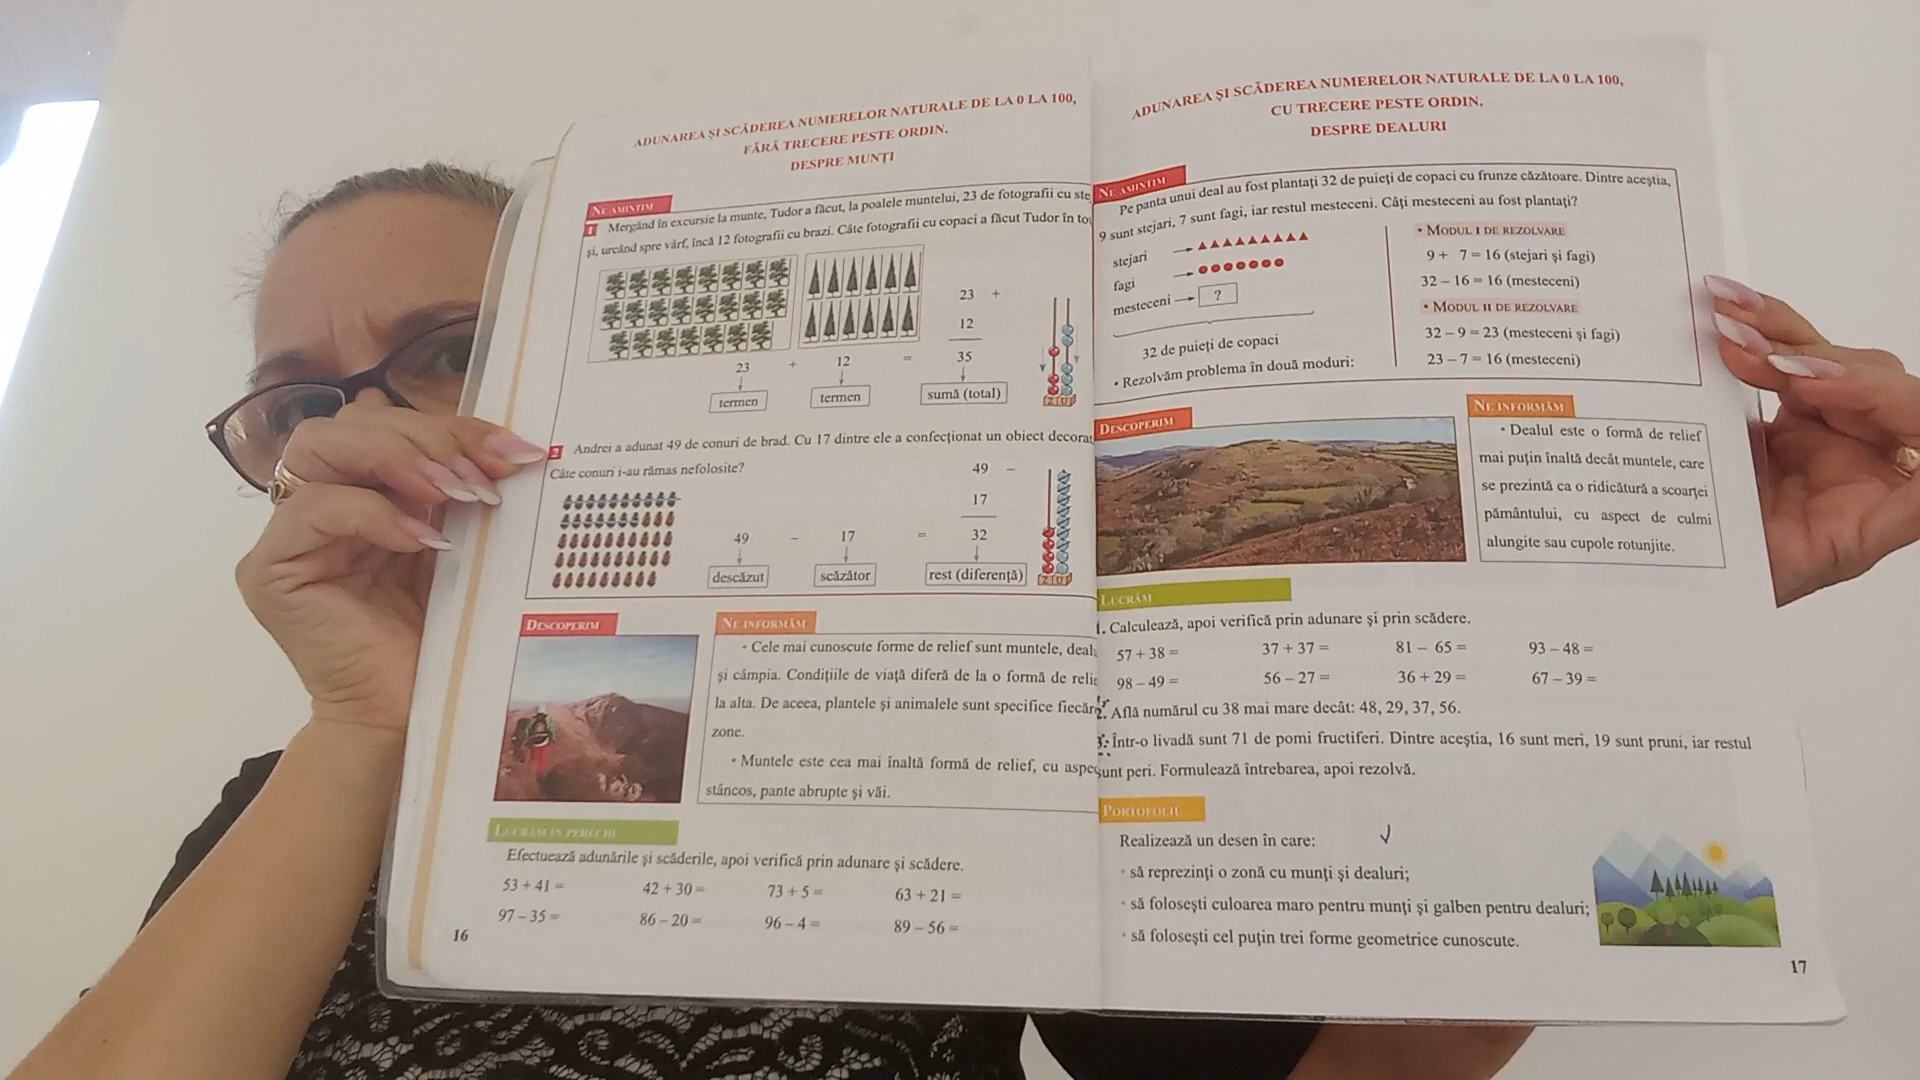 ADUNAREA ȘI SCĂDEREA NUMERELOR NATURALE DE LA 0 LA 100,
FĂRĂ TRECERE PESTE ORDIN.
DESPRE MUNȚI
NE AMINTIM
1 Mergând în excursie la munte, Tudor a făcut, la poalele muntelui, 23 de fotografii cu ste
și, urcând spre vârf, încă 12 fotografii cu brazi. Câte fotografii cu copaci a făcut Tudor în to
23 +
12
35
23 + 12 =
termen termen sumă (total)
Z U
2 Andrei a adunat 49 de conuri de brad. Cu 17 dintre ele a confecționat un obiect decorat
Câte conuri i-au rămas nefolosite?
49 –
17
32
49 – 17 =
descăzut scăzător rest (diferență)
Z U
DESCOPERIM
NE INFORMĂM
• Cele mai cunoscute forme de relief sunt muntele, deal
și câmpia. Condițiile de viață diferă de la o formă de relie
la alta. De aceea, plantele și animalele sunt specifice fiecăr
zone.
• Muntele este cea mai înaltă formă de relief, cu aspec
stâncos, pante abrupte și văi.
LUCRĂM ÎN PERECHI
Efectuează adunările și scăderile, apoi verifică prin adunare și scădere.
53 + 41 = 42 + 30 = 73 + 5 = 63 + 21 =
97 – 35 = 86 – 20 = 96 – 4 = 89 – 56 =
16
ADUNAREA ȘI SCĂDEREA NUMERELOR NATURALE DE LA 0 LA 100,
CU TRECERE PESTE ORDIN.
DESPRE DEALURI
NE AMINTIM
Pe panta unui deal au fost plantați 32 de puieți de copaci cu frunze căzătoare. Dintre aceștia,
9 sunt stejari, 7 sunt fagi, iar restul mesteceni. Câți mesteceni au fost plantați?
stejari
fagi
mesteceni ?
32 de puieți de copaci
• Rezolvăm problema în două moduri:
• MODUL I DE REZOLVARE
9 + 7 = 16 (stejari și fagi)
32 – 16 = 16 (mesteceni)
• MODUL II DE REZOLVARE
32 – 9 = 23 (mesteceni și fagi)
23 – 7 = 16 (mesteceni)
DESCOPERIM
NE INFORMĂM
• Dealul este o formă de relief
mai puțin înaltă decât muntele, care
se prezintă ca o ridicătură a scoarței
pământului, cu aspect de culmi
alungite sau cupole rotunjite.
LUCRĂM
1. Calculează, apoi verifică prin adunare și prin scădere.
57 + 38 = 37 + 37 = 81 – 65 = 93 – 48 =
98 – 49 = 56 – 27 = 36 + 29 = 67 – 39 =
2. Află numărul cu 38 mai mare decât: 48, 29, 37, 56.
3. Într-o livadă sunt 71 de pomi fructiferi. Dintre aceștia, 16 sunt meri, 19 sunt pruni, iar restul
sunt peri. Formulează întrebarea, apoi rezolvă.
PORTOFOLIU
Realizează un desen în care:
• să reprezinți o zonă cu munți și dealuri;
• să folosești culoarea maro pentru munți și galben pentru dealuri;
• să folosești cel puțin trei forme geometrice cunoscute.
17